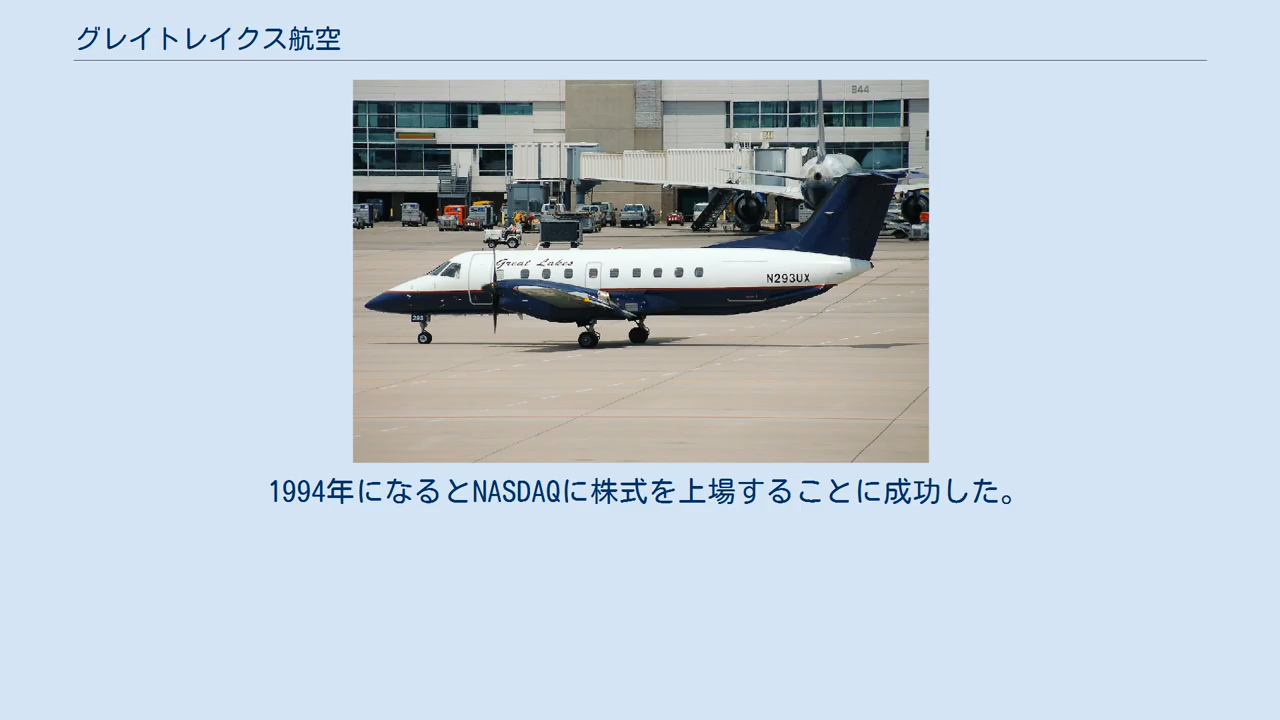 グレイトレイクス航空
B44
Great Lakes
N293UX
293
1994年になるとNASDAQに株式を上場することに成功した。